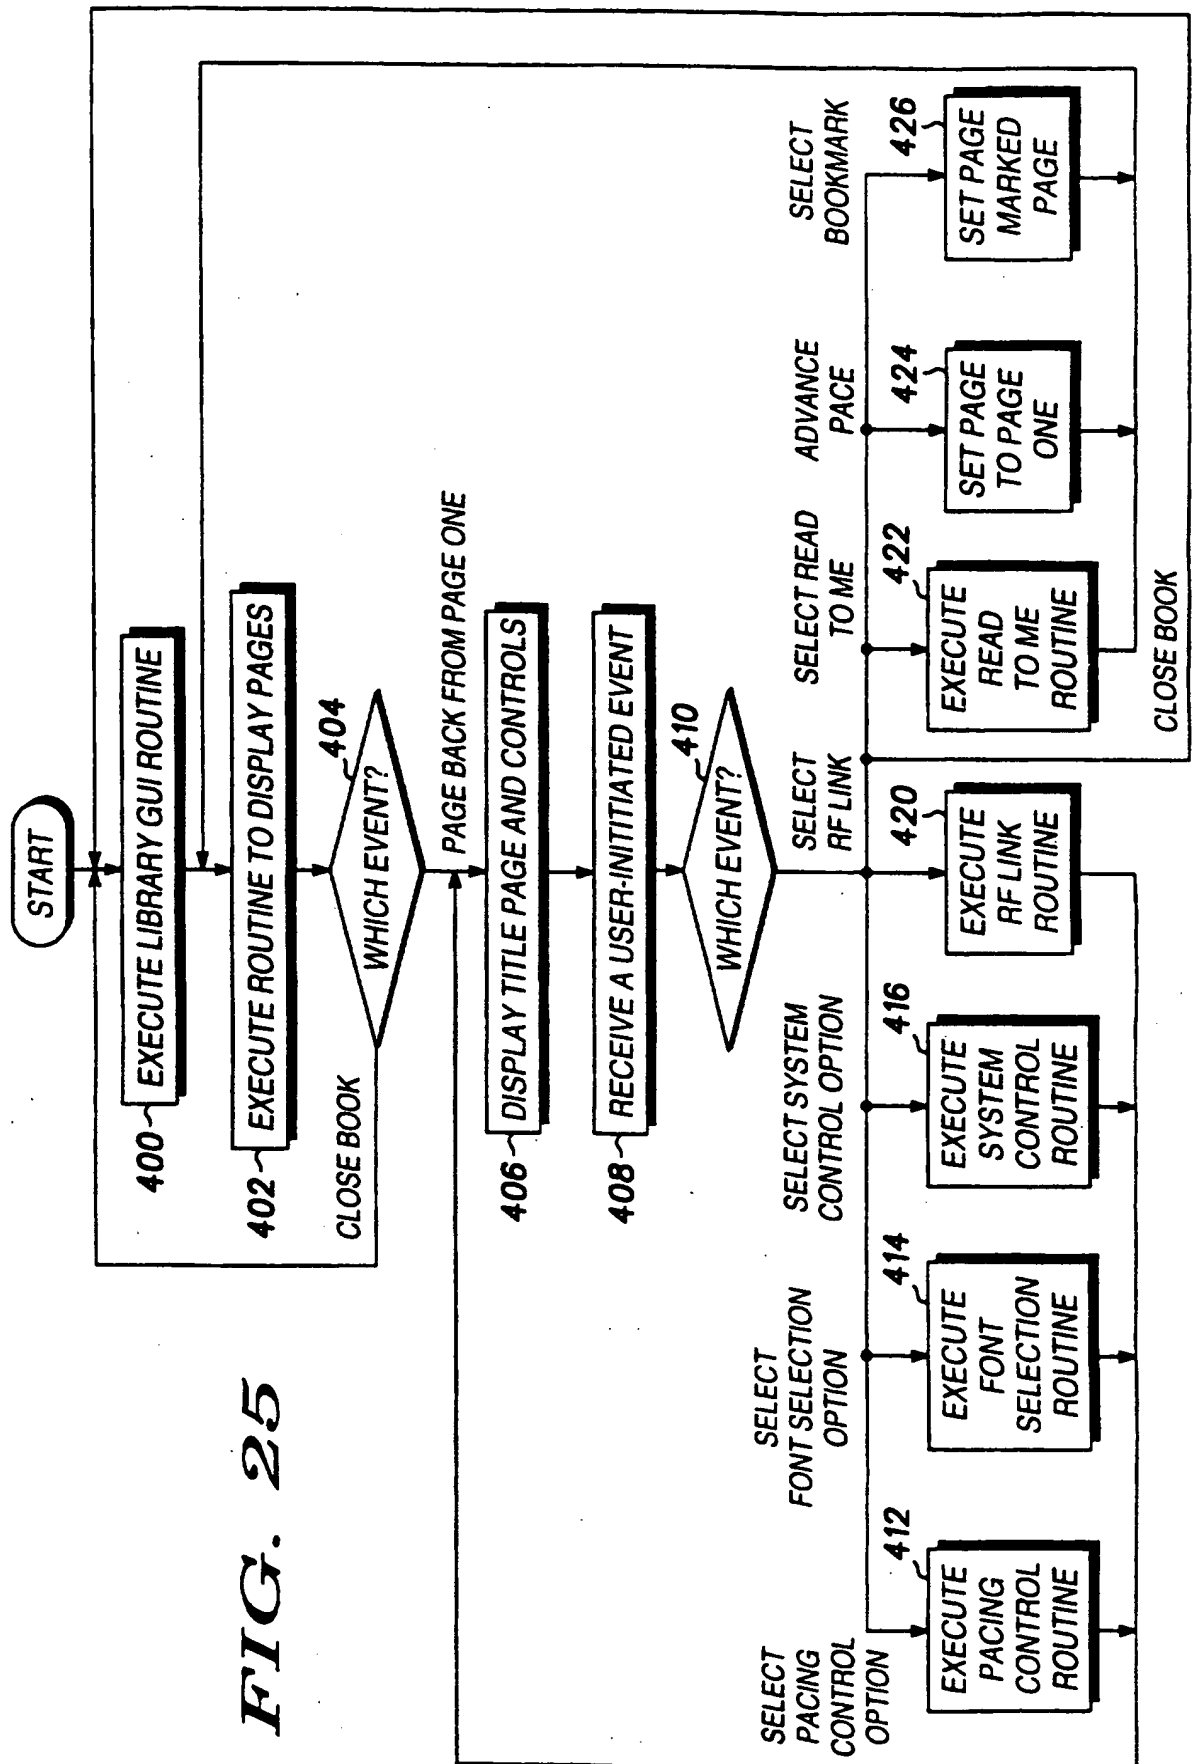 FIG. 25
START
EXECUTE LIBRARY GUI ROUTINE
400
EXECUTE ROUTINE TO DISPLAY PAGES
402
WHICH EVENT?
404
CLOSE BOOK
PAGE BACK FROM PAGE ONE
DISPLAY TITLE PAGE AND CONTROLS
406
RECEIVE A USER-INITIATED EVENT
408
WHICH EVENT?
410
SELECT
PACING
CONTROL
OPTION
412
EXECUTE
PACING
CONTROL
ROUTINE
SELECT
FONT SELECTION
OPTION
414
EXECUTE
FONT
SELECTION
ROUTINE
SELECT SYSTEM
CONTROL OPTION
416
EXECUTE
SYSTEM
CONTROL
ROUTINE
SELECT
RF LINK
420
EXECUTE
RF LINK
ROUTINE
SELECT READ
TO ME
422
EXECUTE
READ
TO ME
ROUTINE
ADVANCE
PACE
424
SET PAGE
TO PAGE
ONE
SELECT
BOOKMARK
426
SET PAGE
MARKED
PAGE
CLOSE BOOK